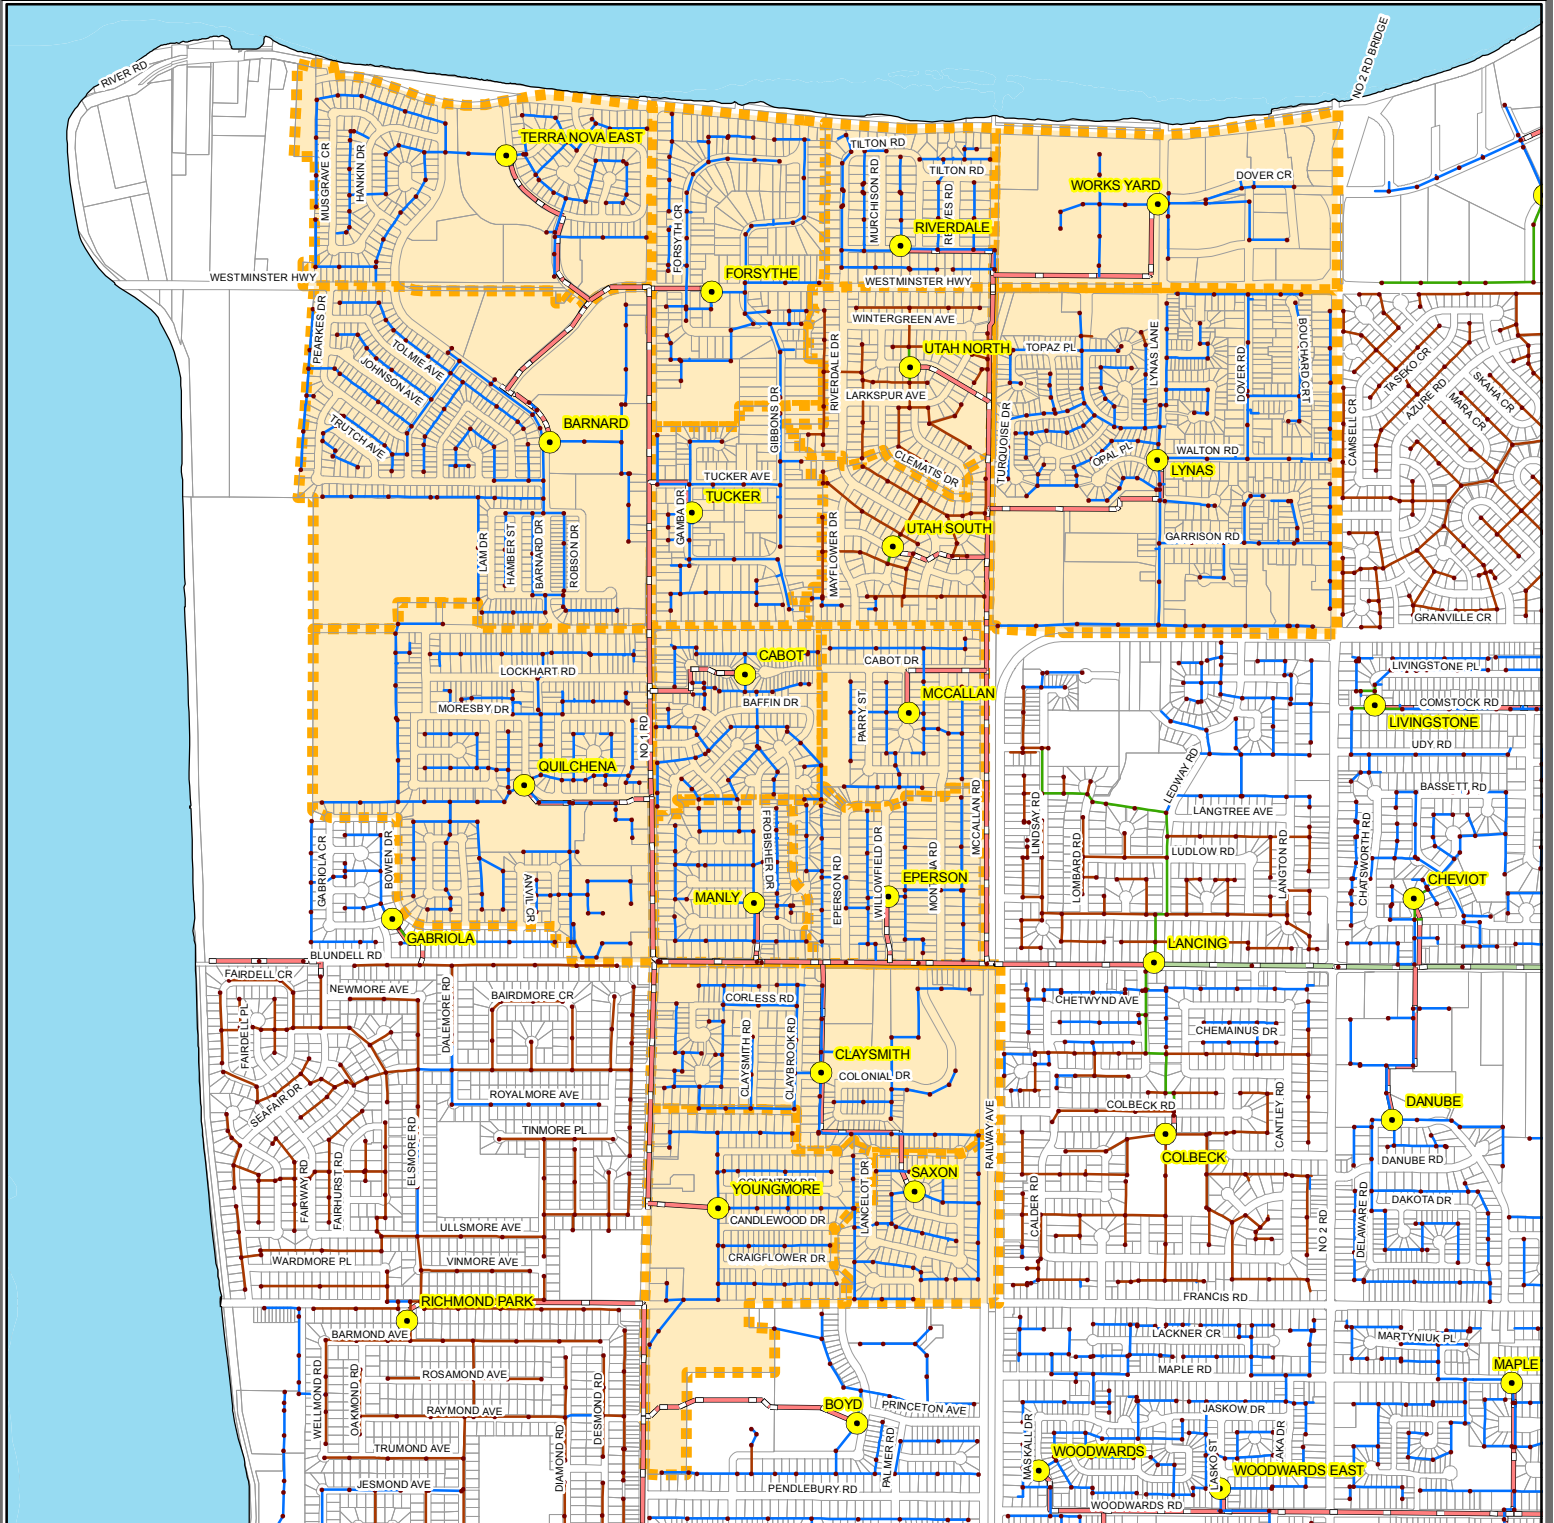 RIVER RD
NO 2 RD BRIDGE
TERRA NOVA EAST
MUSGRAVE CR
HANKIN DR
TILTON RD
TILTON RD
MURCHISON RD
REEVES RD
WORKS YARD
DOVER CR
RIVERDALE
FORSYTH CR
FORSYTHE
WESTMINSTER HWY
WESTMINSTER HWY
PEARKES DR
TOLMIE AVE
JOHNSON AVE
TRUTCH AVE
BARNARD
WINTERGREEN AVE
UTAH NORTH
RIVERDALE DR
LARKSPUR AVE
GIBBONS DR
CLEMATIS DR
TOPAZ PL
LYNAS LANE
DOVER RD
BOUCHARD CRT
TURQUOISE DR
OPAL PL
WALTON RD
LYNAS
CAMSELL CR
TASEKO CR
AZURE RD
SKAHA CR
MARA CR
TUCKER AVE
TUCKER
GAMBA DR
UTAH SOUTH
MAYFLOWER DR
GARRISON RD
LAM DR
HAMBER ST
BARNARD DR
ROBSON DR
GRANVILLE CR
LOCKHART RD
CABOT
CABOT DR
MCCALLAN
BAFFIN DR
PARRY ST
MORESBY DR
NO 1 RD
QUILCHENA
LIVINGSTONE PL
COMSTOCK RD
LIVINGSTONE
UDY RD
LEDWAY RD
BASSETT RD
MCCALLAN RD
LINDSAY RD
LANGTREE AVE
LUDLOW RD
LOMBARD RD
LANGTON RD
CHATSWORTH RD
CHEVIOT
GABRIOLA CR
BOWEN DR
ANVIL CR
FROBISHER DR
MANLY
EPERSON RD
WILLOWFIELD DR
EPERSON
LANCING
GABRIOLA
BLUNDELL RD
FAIRDELL CR
NEWMORE AVE
DALEMORE RD
BAIRDMORE CR
FAIRDELL PL
SEAFAIR DR
ROYALMORE AVE
TINMORE PL
ELSMORE RD
FAIRWAY RD
FAIRHURST RD
ULLSMORE AVE
WARDMORE PL
VINMORE AVE
CORLESS RD
CLAYSMITH RD
CLAYBROOK RD
CLAYSMITH
COLONIAL DR
RAILWAY AVE
CHETWYND AVE
CHEMAINUS DR
COLBECK RD
CANTLEY RD
COLBECK
DANUBE
DANUBE RD
DAKOTA DR
DELAWARE RD
NO 2 RD
CALDER RD
YOUNGMORE
CANDLEWOOD DR
CRAIGFLOWER DR
LANCELOT DR
SAXON
FRANCIS RD
RICHMOND PARK
BARMOND AVE
WELLMOND RD
OAKMOND RD
ROSAMOND AVE
RAYMOND AVE
TRUMOND AVE
JESMOND AVE
DIAMOND RD
DESMOND RD
BOYD
PRINCETON AVE
PALMER RD
PENDLEBURY RD
LACKNER CR
MAPLE RD
JASKOW DR
MARTYNIUK PL
MAPLE
MASKALL DR
WOODWARDS
LASKO ST
WOODWARDS EAST
WOODWARDS RD